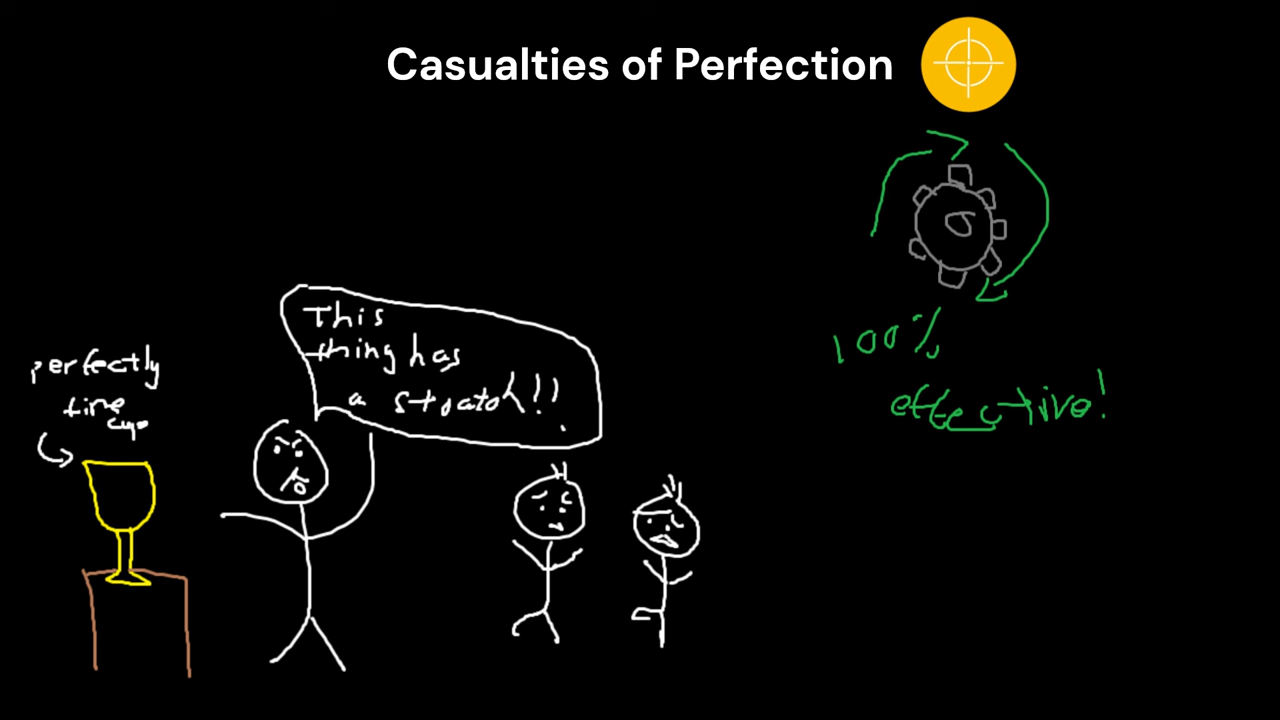 Casualties of Perfection
100%
effective!
This
thing has
a scratch!!
perfectly
fine
cup